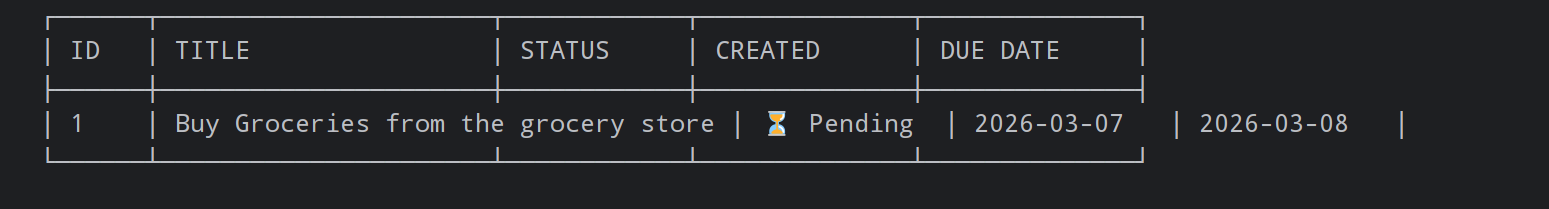 ID TITLE STATUS CREATED DUE DATE
1 Buy Groceries from the grocery store ⏳ Pending 2026-03-07 2026-03-08